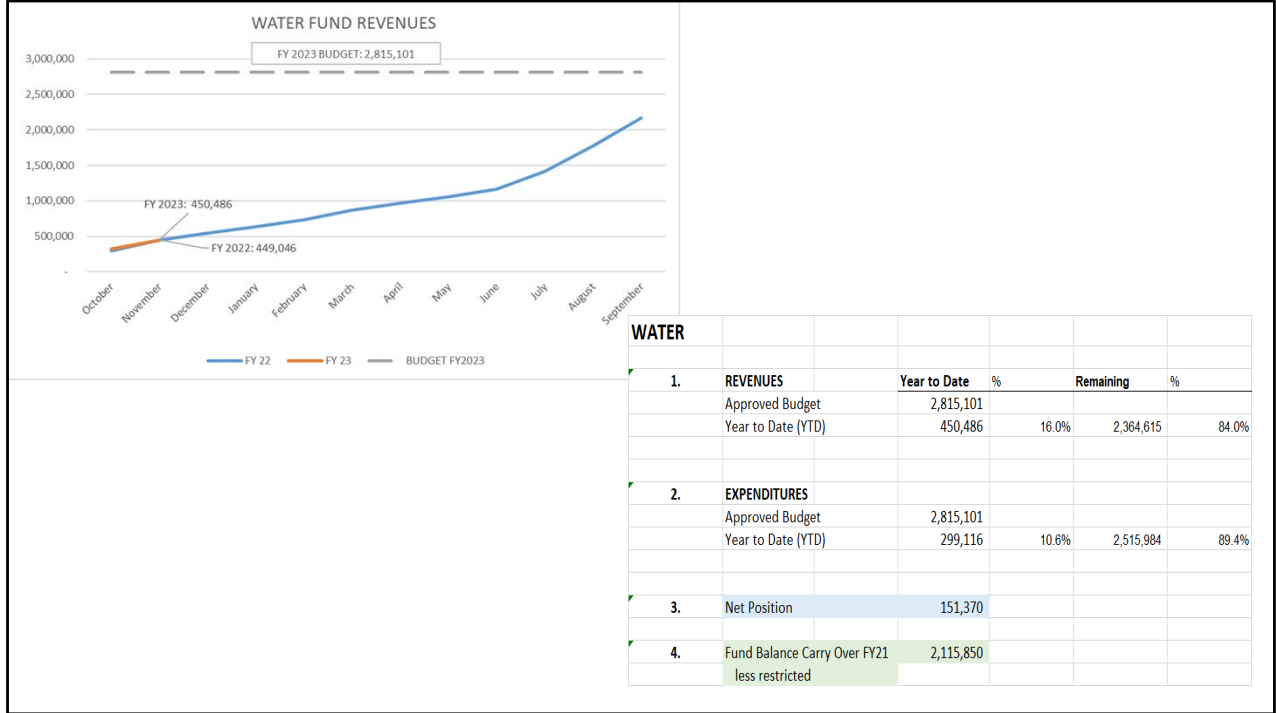 WATER FUND REVENUES
FY 2023 BUDGET: 2,815,101
3,000,000
2,500,000
2,000,000
1,500,000
1,000,000
500,000
-
FY 2023: 450,486
FY 2022: 449,046
October
November
December
January
February
March
April
May
June
July
August
September
FY 22 FY 23 BUDGET FY2023
WATER
1. REVENUES Year to Date % Remaining %
Approved Budget 2,815,101
Year to Date (YTD) 450,486 16.0% 2,364,615 84.0%
2. EXPENDITURES
Approved Budget 2,815,101
Year to Date (YTD) 299,116 10.6% 2,515,984 89.4%
3. Net Position 151,370
4. Fund Balance Carry Over FY21 2,115,850
less restricted